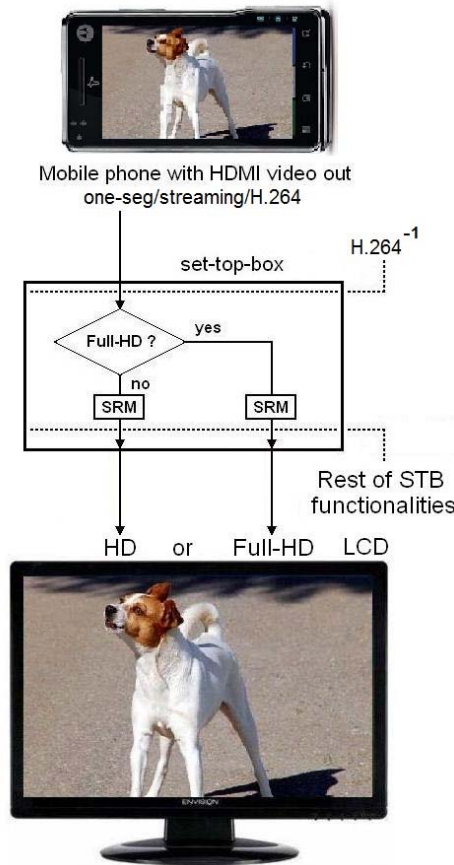 Mobile phone with HDMI video out
one-seg/streaming/H.264
H.264⁻¹
set-top-box
Full-HD ?
yes
no
SRM
SRM
Rest of STB
functionalities
HD or Full-HD LCD
ENVISION